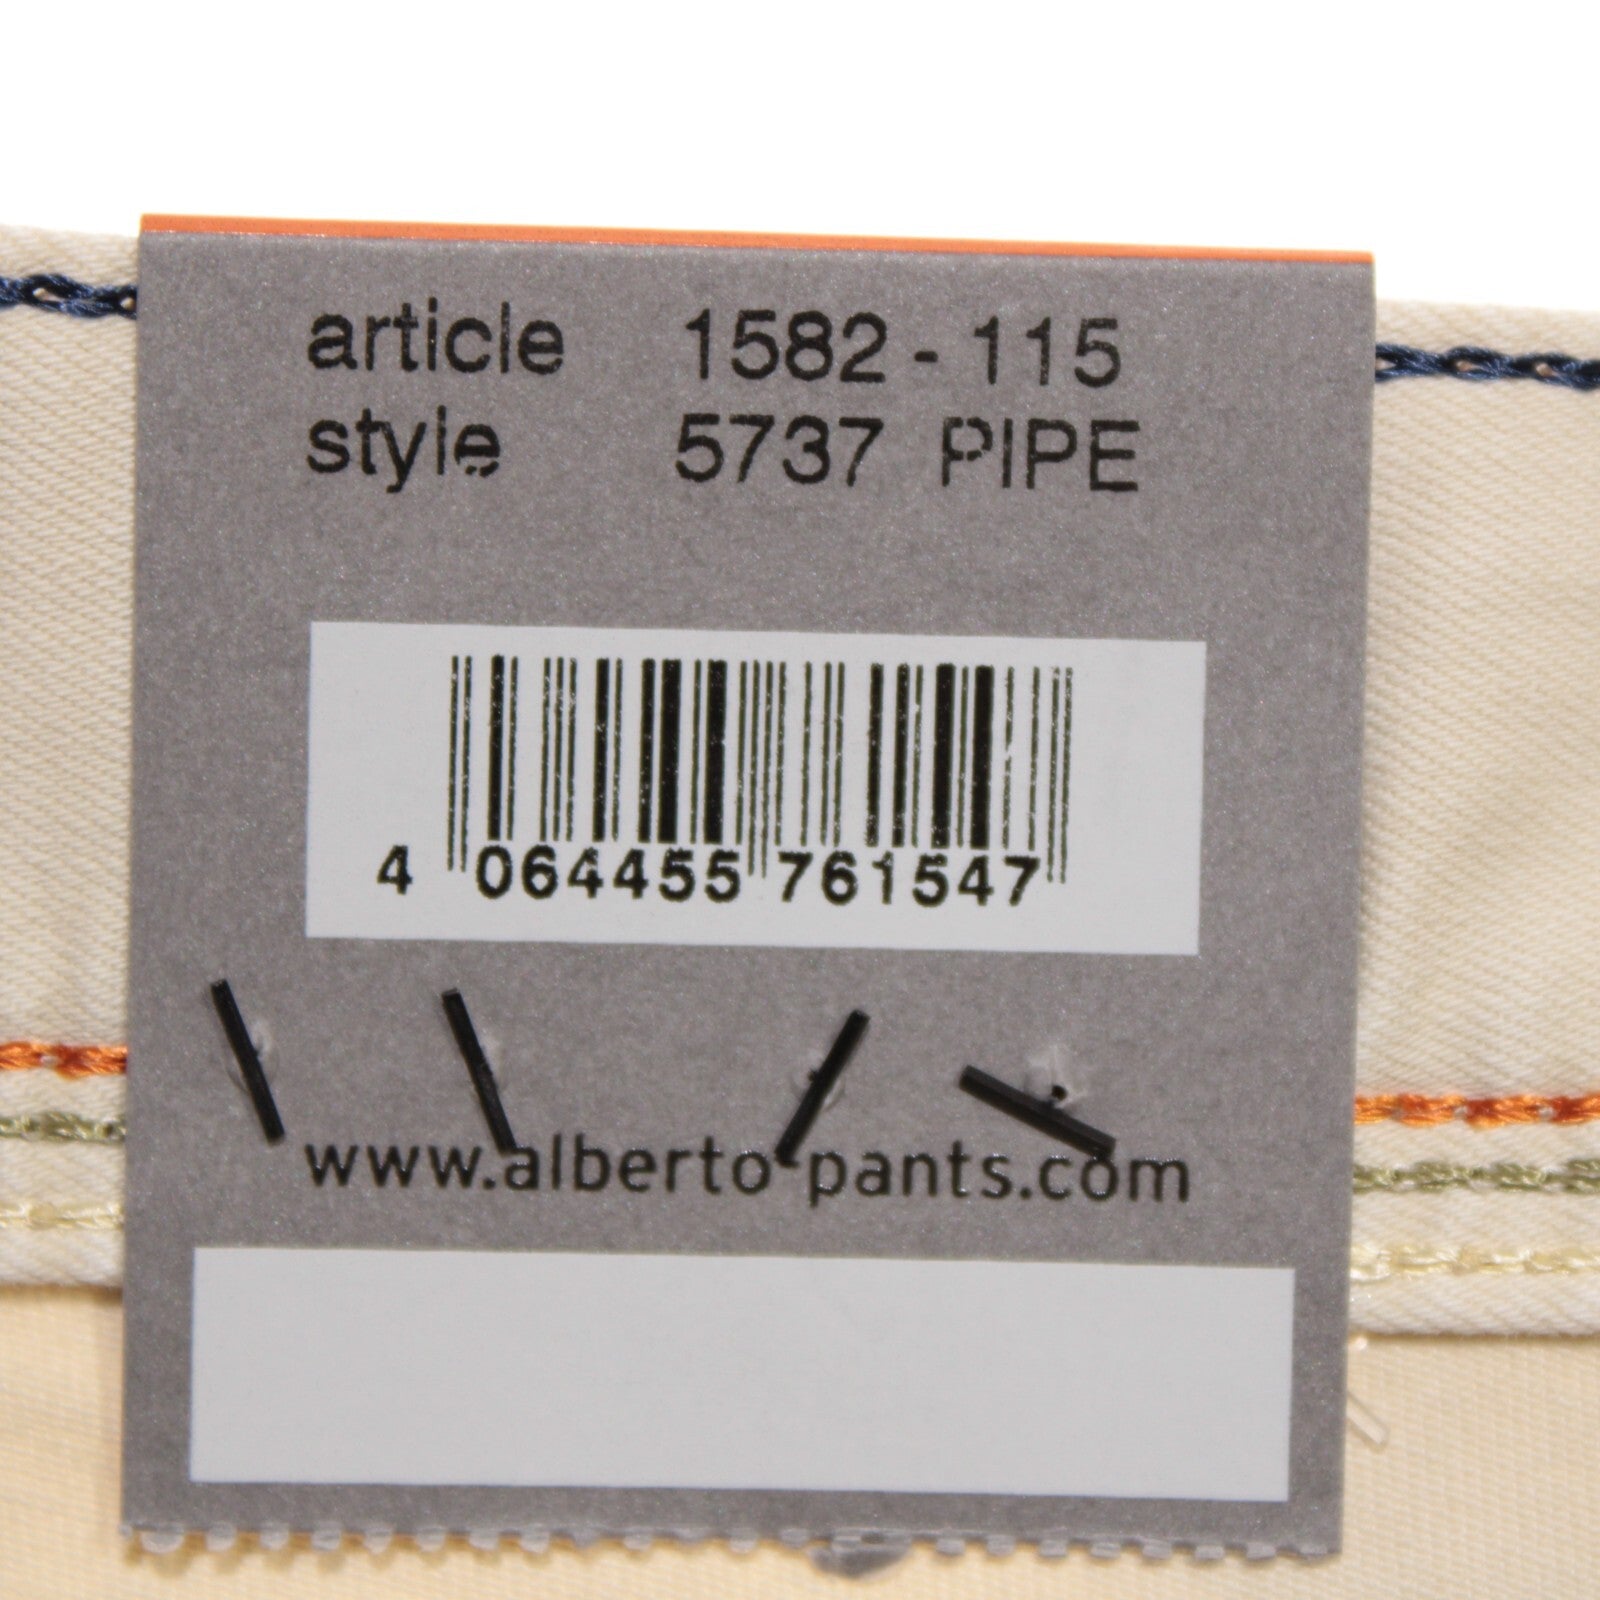 article 1582 - 115
style 5737 PIPE
4 064455 761547
www.alberto-pants.com